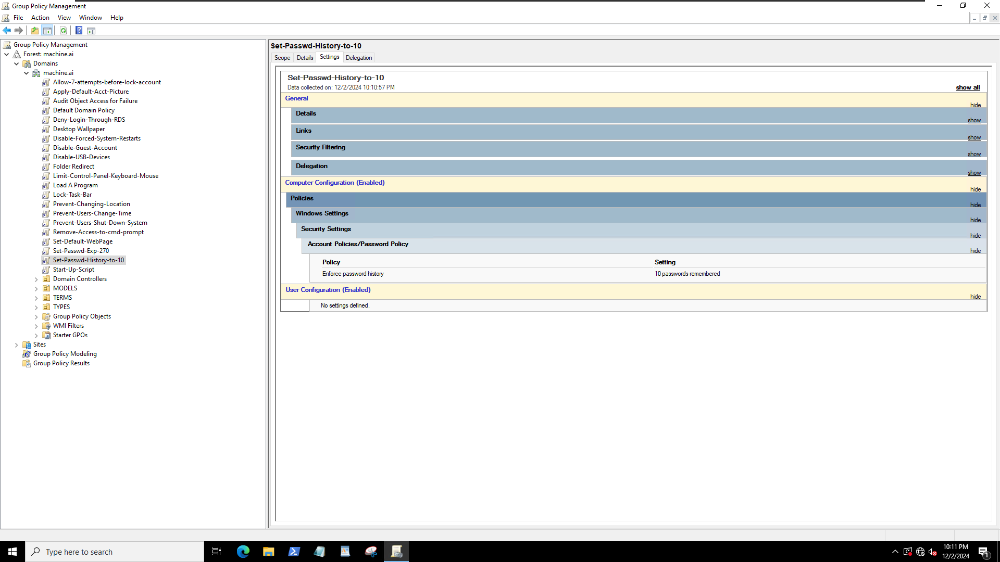 Group Policy Management
File Action View Window Help
Group Policy Management
Forest: machine.ai
Domains
machine.ai
Allow-7-attempts-before-lock-account
Apply-Default-Acct-Picture
Audit Object Access for Failure
Default Domain Policy
Deny-Login-Through-RDS
Desktop Wallpaper
Disable-Forced-System-Restarts
Disable-Guest-Account
Disable-USB-Devices
Folder Redirect
Limit-Control-Panel-Keyboard-Mouse
Load A Program
Lock-Task-Bar
Prevent-Changing-Location
Prevent-Users-Change-Time
Prevent-Users-Shut-Down-System
Remove-Access-to-cmd-prompt
Set-Default-WebPage
Set-Passwd-Exp-270
Set-Passwd-History-to-10
Start-Up-Script
Domain Controllers
MODELS
TERMS
TYPES
Group Policy Objects
WMI Filters
Starter GPOs
Sites
Group Policy Modeling
Group Policy Results
Set-Passwd-History-to-10
Scope Details Settings Delegation
Set-Passwd-History-to-10
Data collected on: 12/2/2024 10:10:57 PM
show all
General
hide
Details
show
Links
show
Security Filtering
show
Delegation
show
Computer Configuration (Enabled)
hide
Policies
hide
Windows Settings
hide
Security Settings
hide
Account Policies/Password Policy
hide
Policy Setting
Enforce password history 10 passwords remembered
User Configuration (Enabled)
hide
No settings defined.
Type here to search
10:11 PM
12/2/2024
1